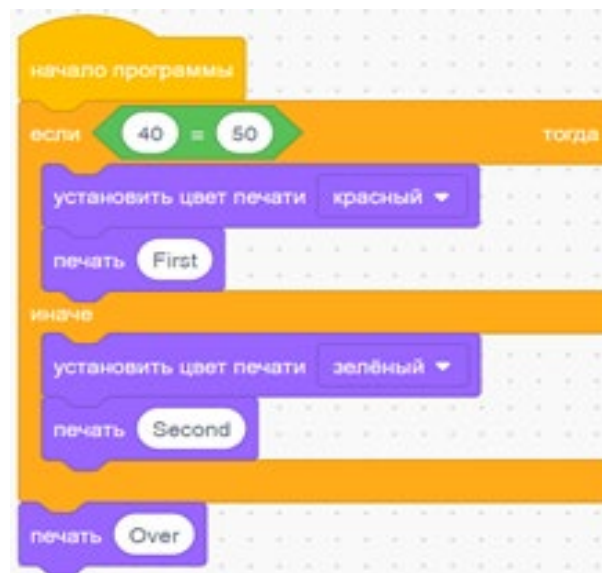 начало программы
если 40 = 50 тогда
установить цвет печати красный
печать First
иначе
установить цвет печати зелёный
печать Second
печать Over